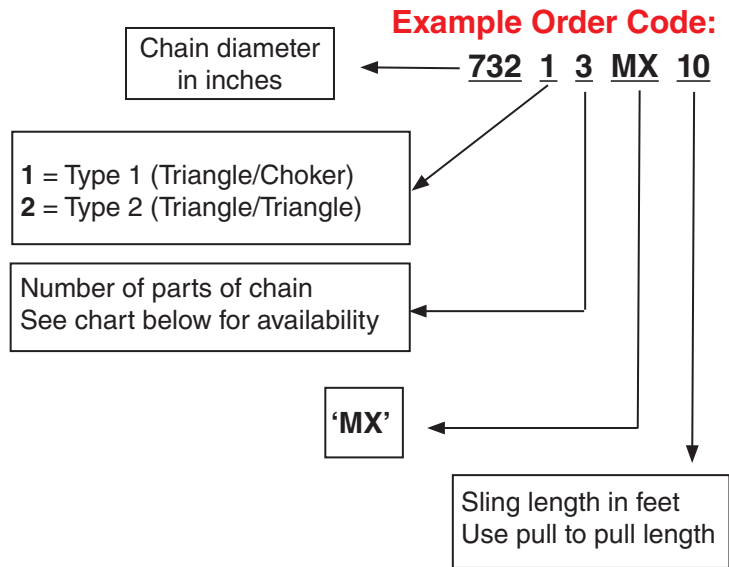 Example Order Code:
Chain diameter
in inches
732 1 3 MX 10
1 = Type 1 (Triangle/Choker)
2 = Type 2 (Triangle/Triangle)
Number of parts of chain
See chart below for availability
‘MX’
Sling length in feet
Use pull to pull length